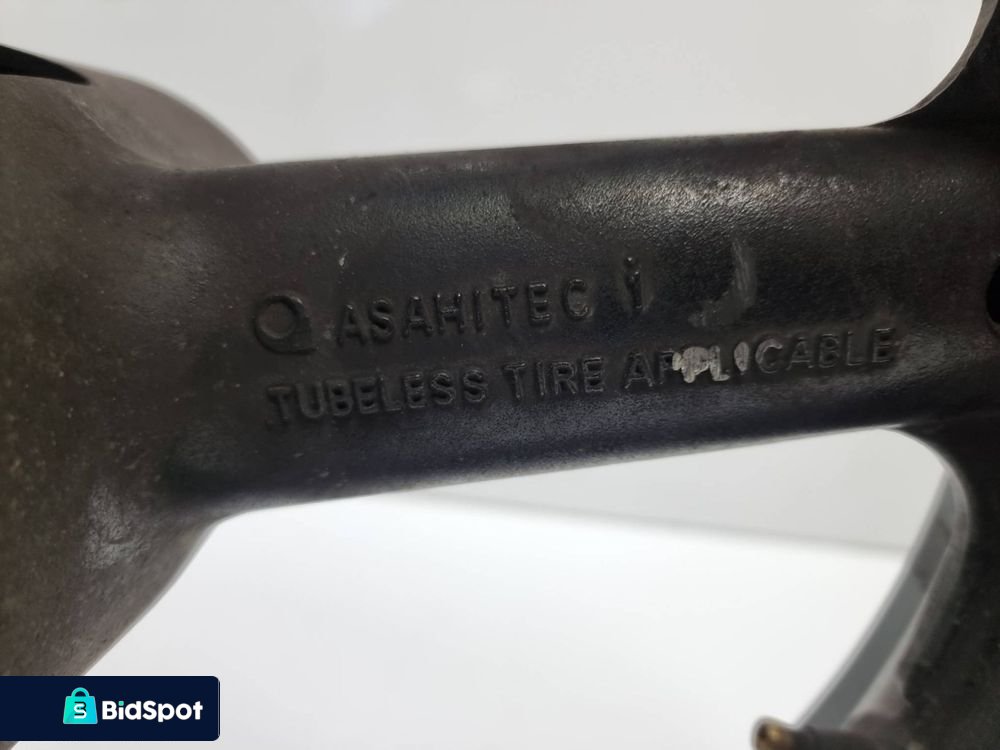 ASAHITEC i
TUBELESS TIRE APPLICABLE
BidSpot